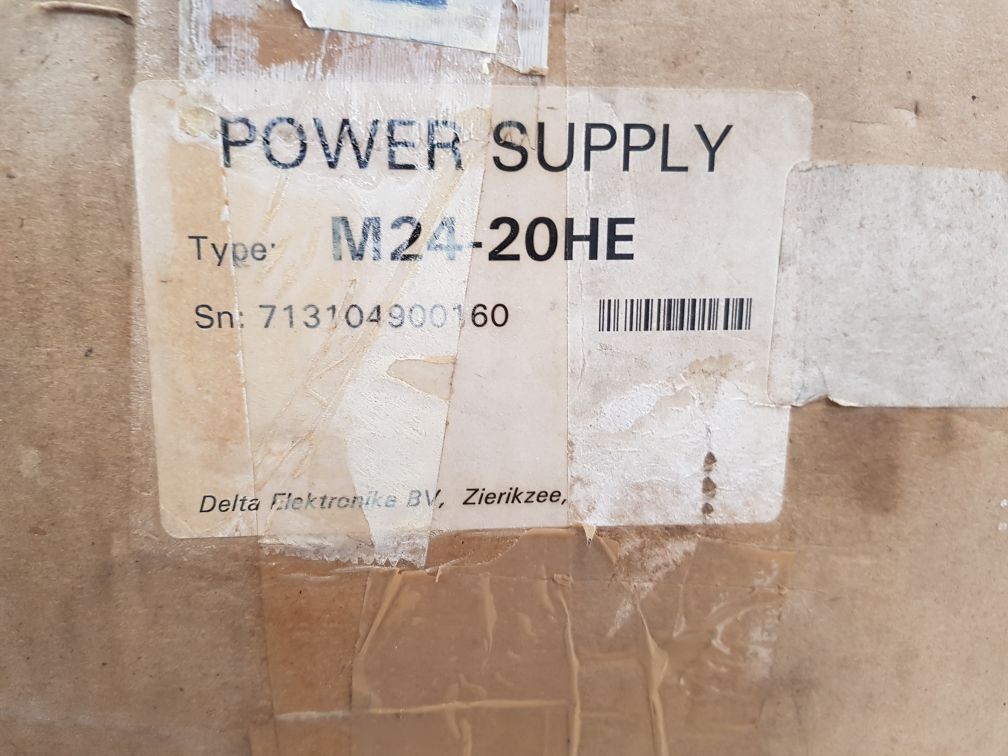 POWER SUPPLY
Type: M24-20HE
Sn: 713104900160
Delta Elektronika BV, Zierikzee,